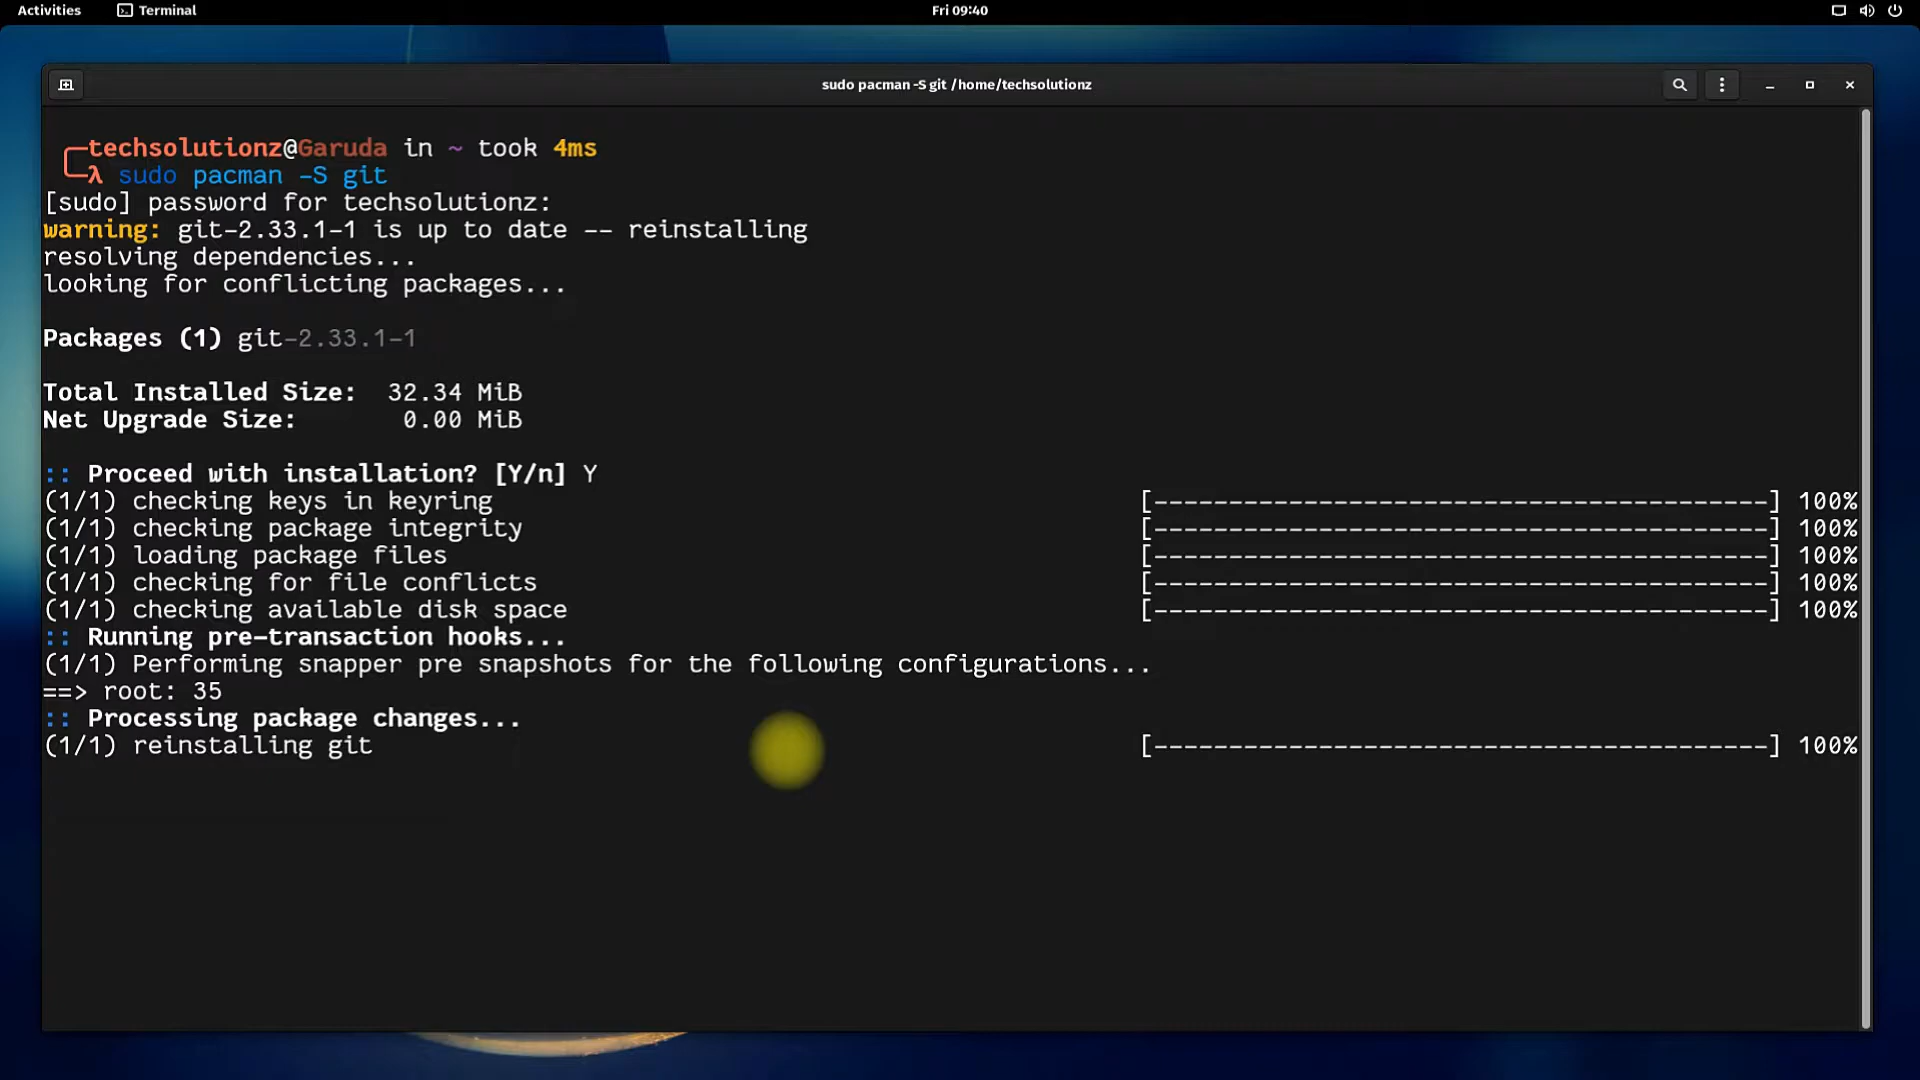 Activities Terminal Fri 09:40
sudo pacman -S git /home/techsolutionz
techsolutionz@Garuda in ~ took 4ms
λ sudo pacman -S git
[sudo] password for techsolutionz:
warning: git-2.33.1-1 is up to date -- reinstalling
resolving dependencies...
looking for conflicting packages...
Packages (1) git-2.33.1-1
Total Installed Size:  32.34 MiB
Net Upgrade Size:       0.00 MiB
:: Proceed with installation? [Y/n] Y
(1/1) checking keys in keyring [-----------------------------------------] 100%
(1/1) checking package integrity [-----------------------------------------] 100%
(1/1) loading package files [-----------------------------------------] 100%
(1/1) checking for file conflicts [-----------------------------------------] 100%
(1/1) checking available disk space [-----------------------------------------] 100%
:: Running pre-transaction hooks...
(1/1) Performing snapper pre snapshots for the following configurations...
==> root: 35
:: Processing package changes...
(1/1) reinstalling git [-----------------------------------------] 100%